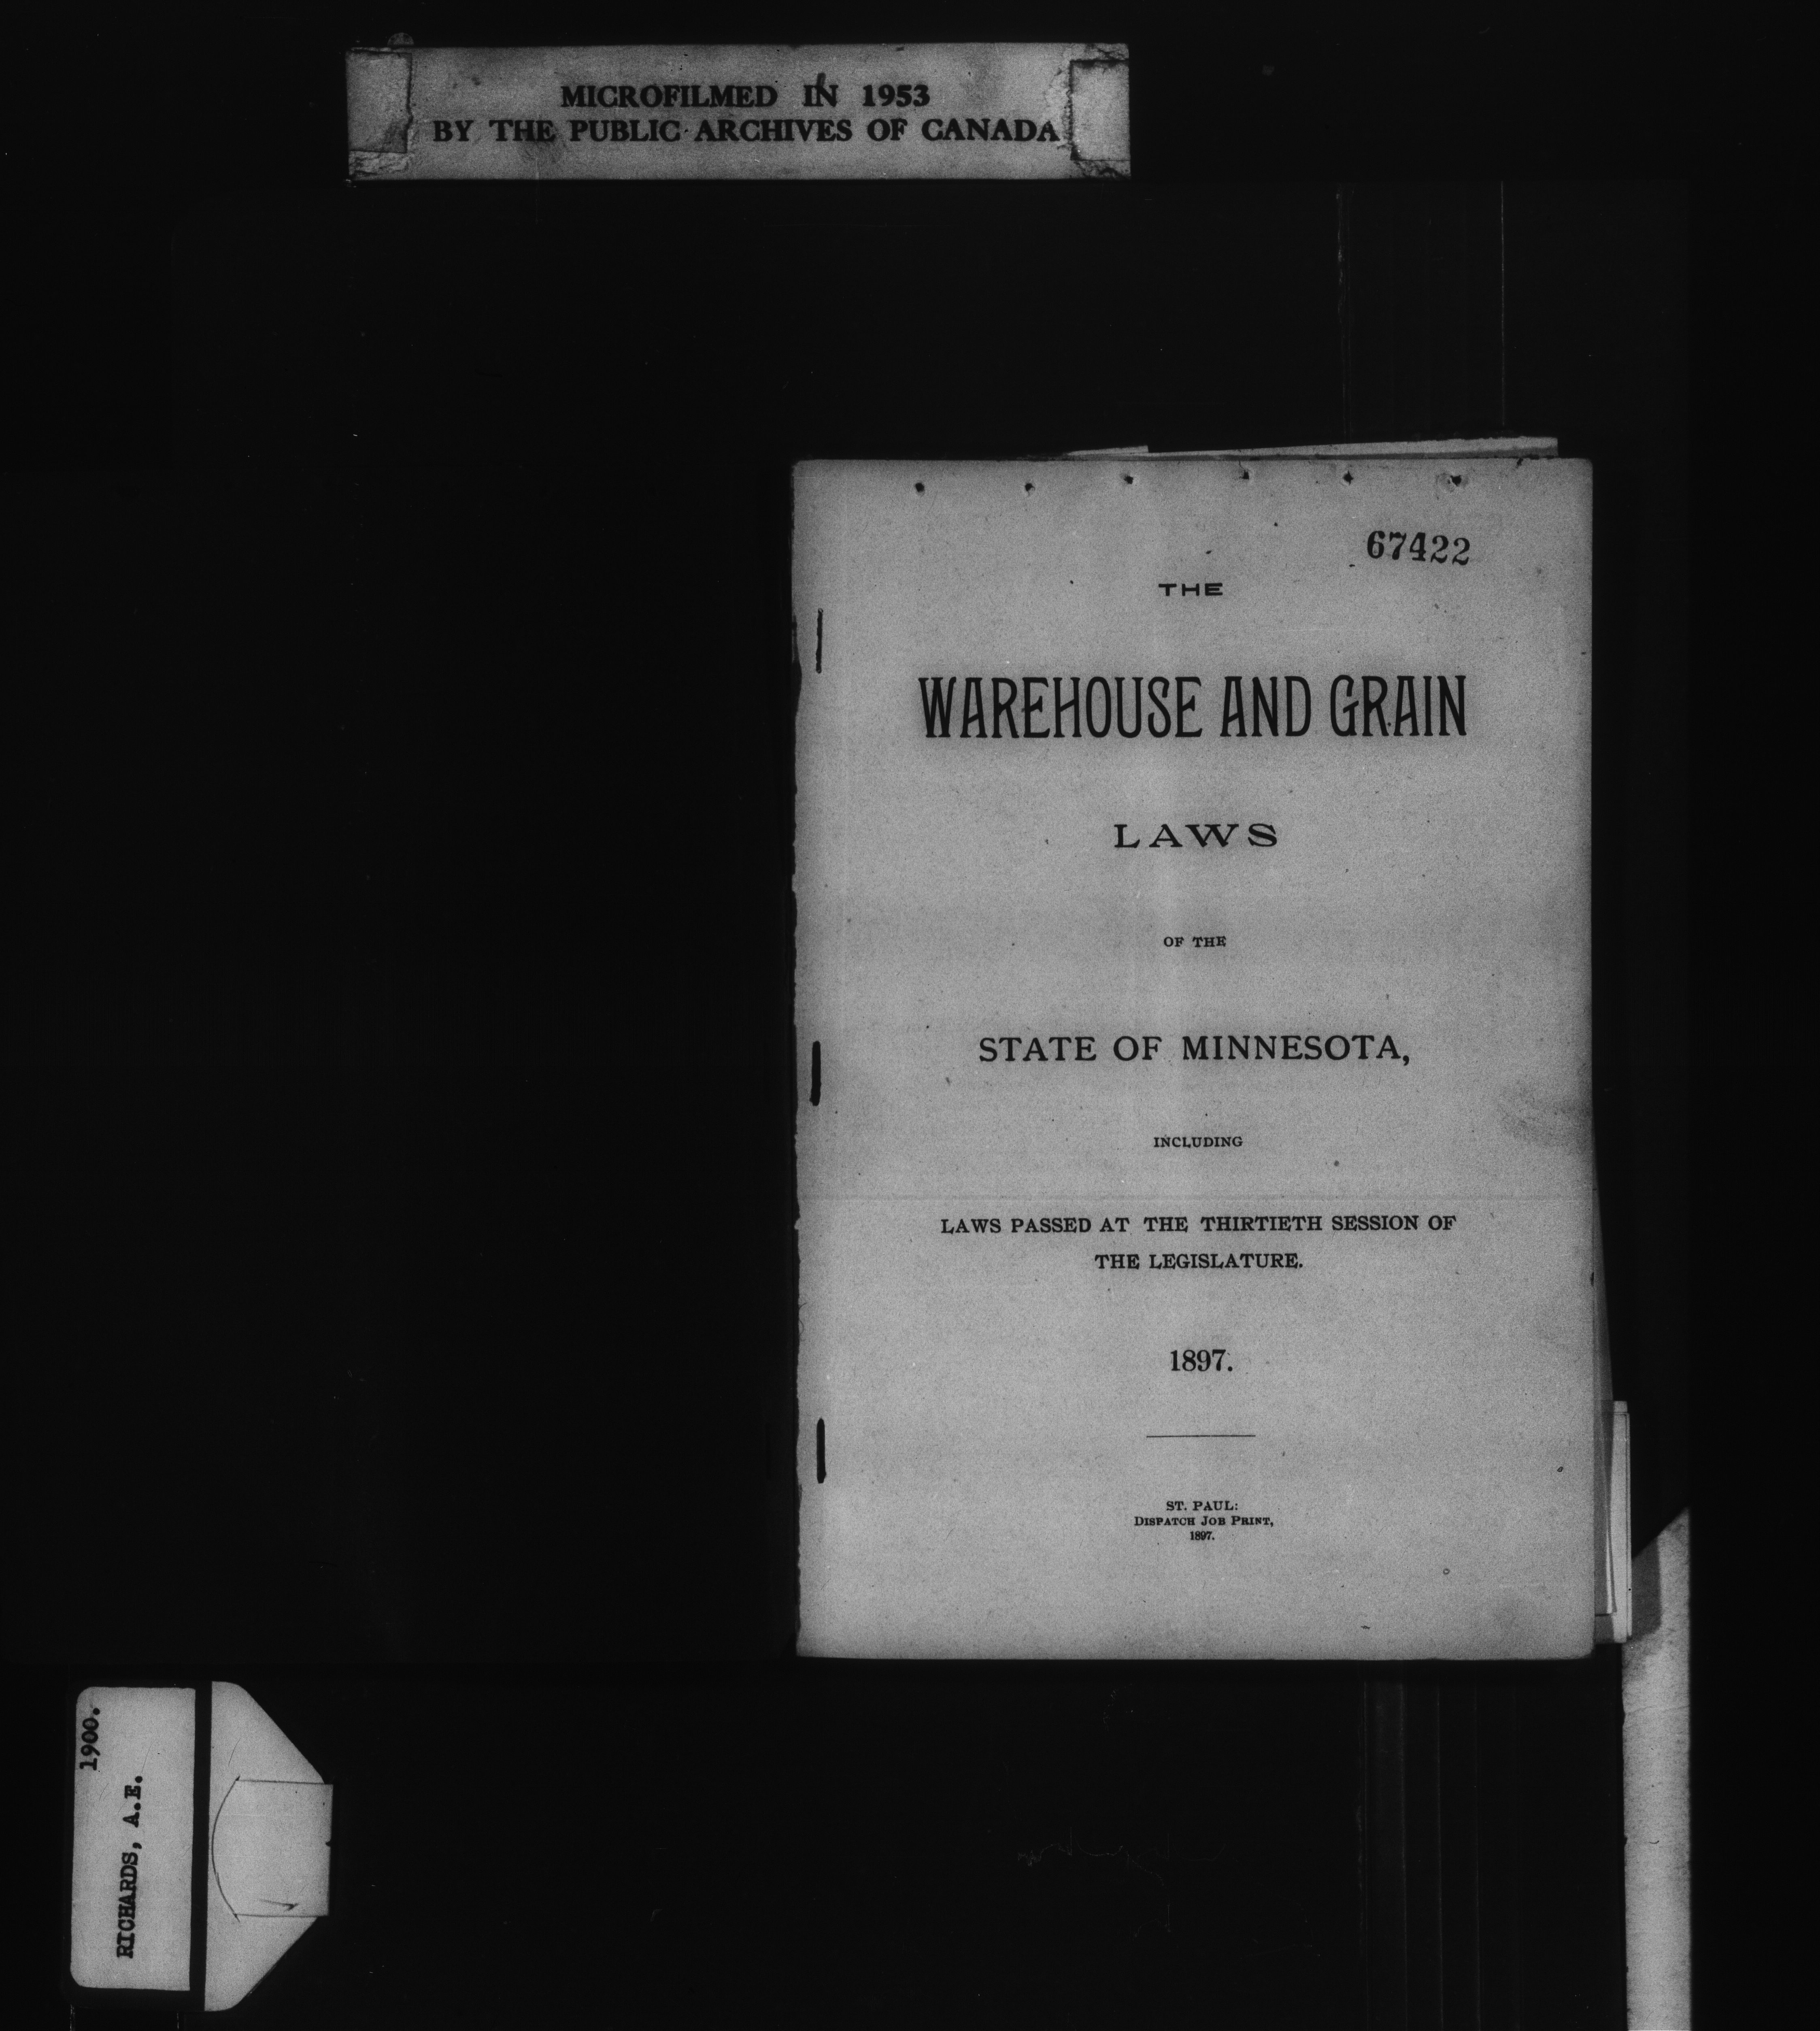 MICROFILMED IN 1953
BY THE PUBLIC ARCHIVES OF CANADA
67422
THE
WAREHOUSE AND GRAIN
LAWS
OF THE
STATE OF MINNESOTA,
INCLUDING
LAWS PASSED AT THE THIRTIETH SESSION OF
THE LEGISLATURE.
1897.
ST. PAUL:
DISPATCH JOB PRINT,
1897.
1900.
RICHARDS, A.E.